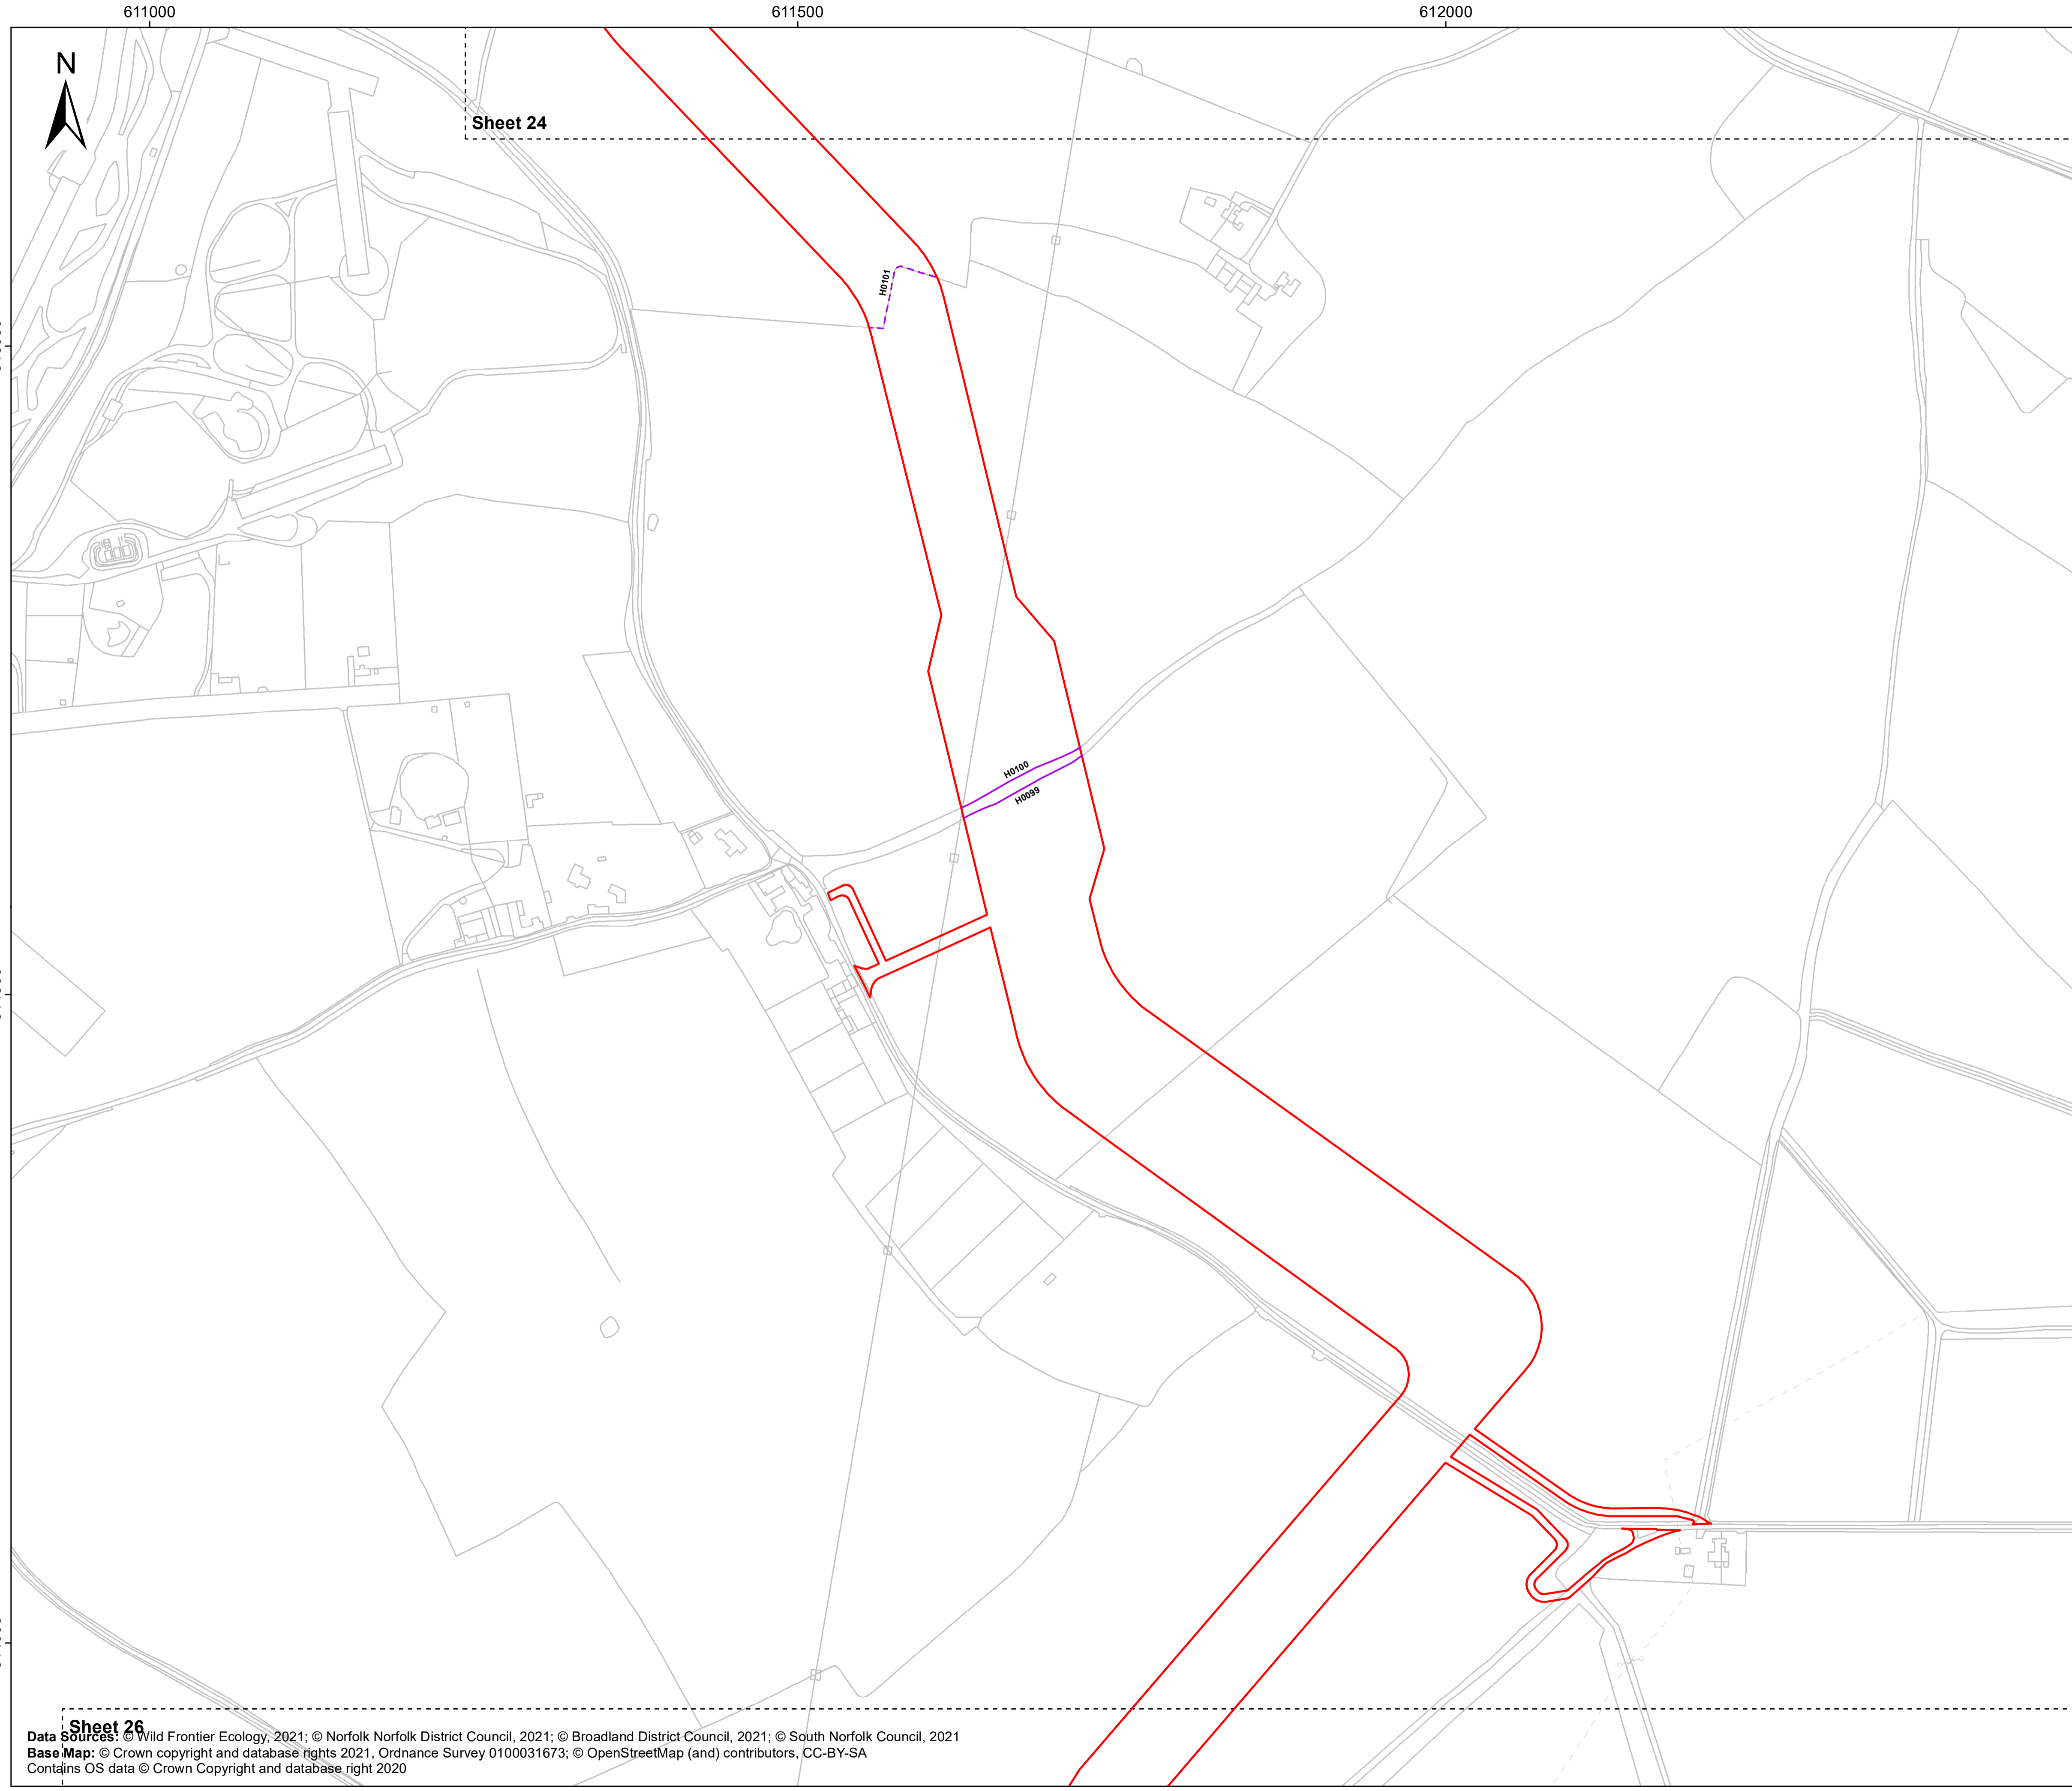 611000
611500
612000
N
Sheet 24
H0101
H0100
H0099
Sheet 26
Data Sources: © Wild Frontier Ecology, 2021; © Norfolk Norfolk District Council, 2021; © Broadland District Council, 2021; © South Norfolk Council, 2021
Base Map: © Crown copyright and database rights 2021, Ordnance Survey 0100031673; © OpenStreetMap (and) contributors, CC-BY-SA
Contains OS data © Crown Copyright and database right 2020